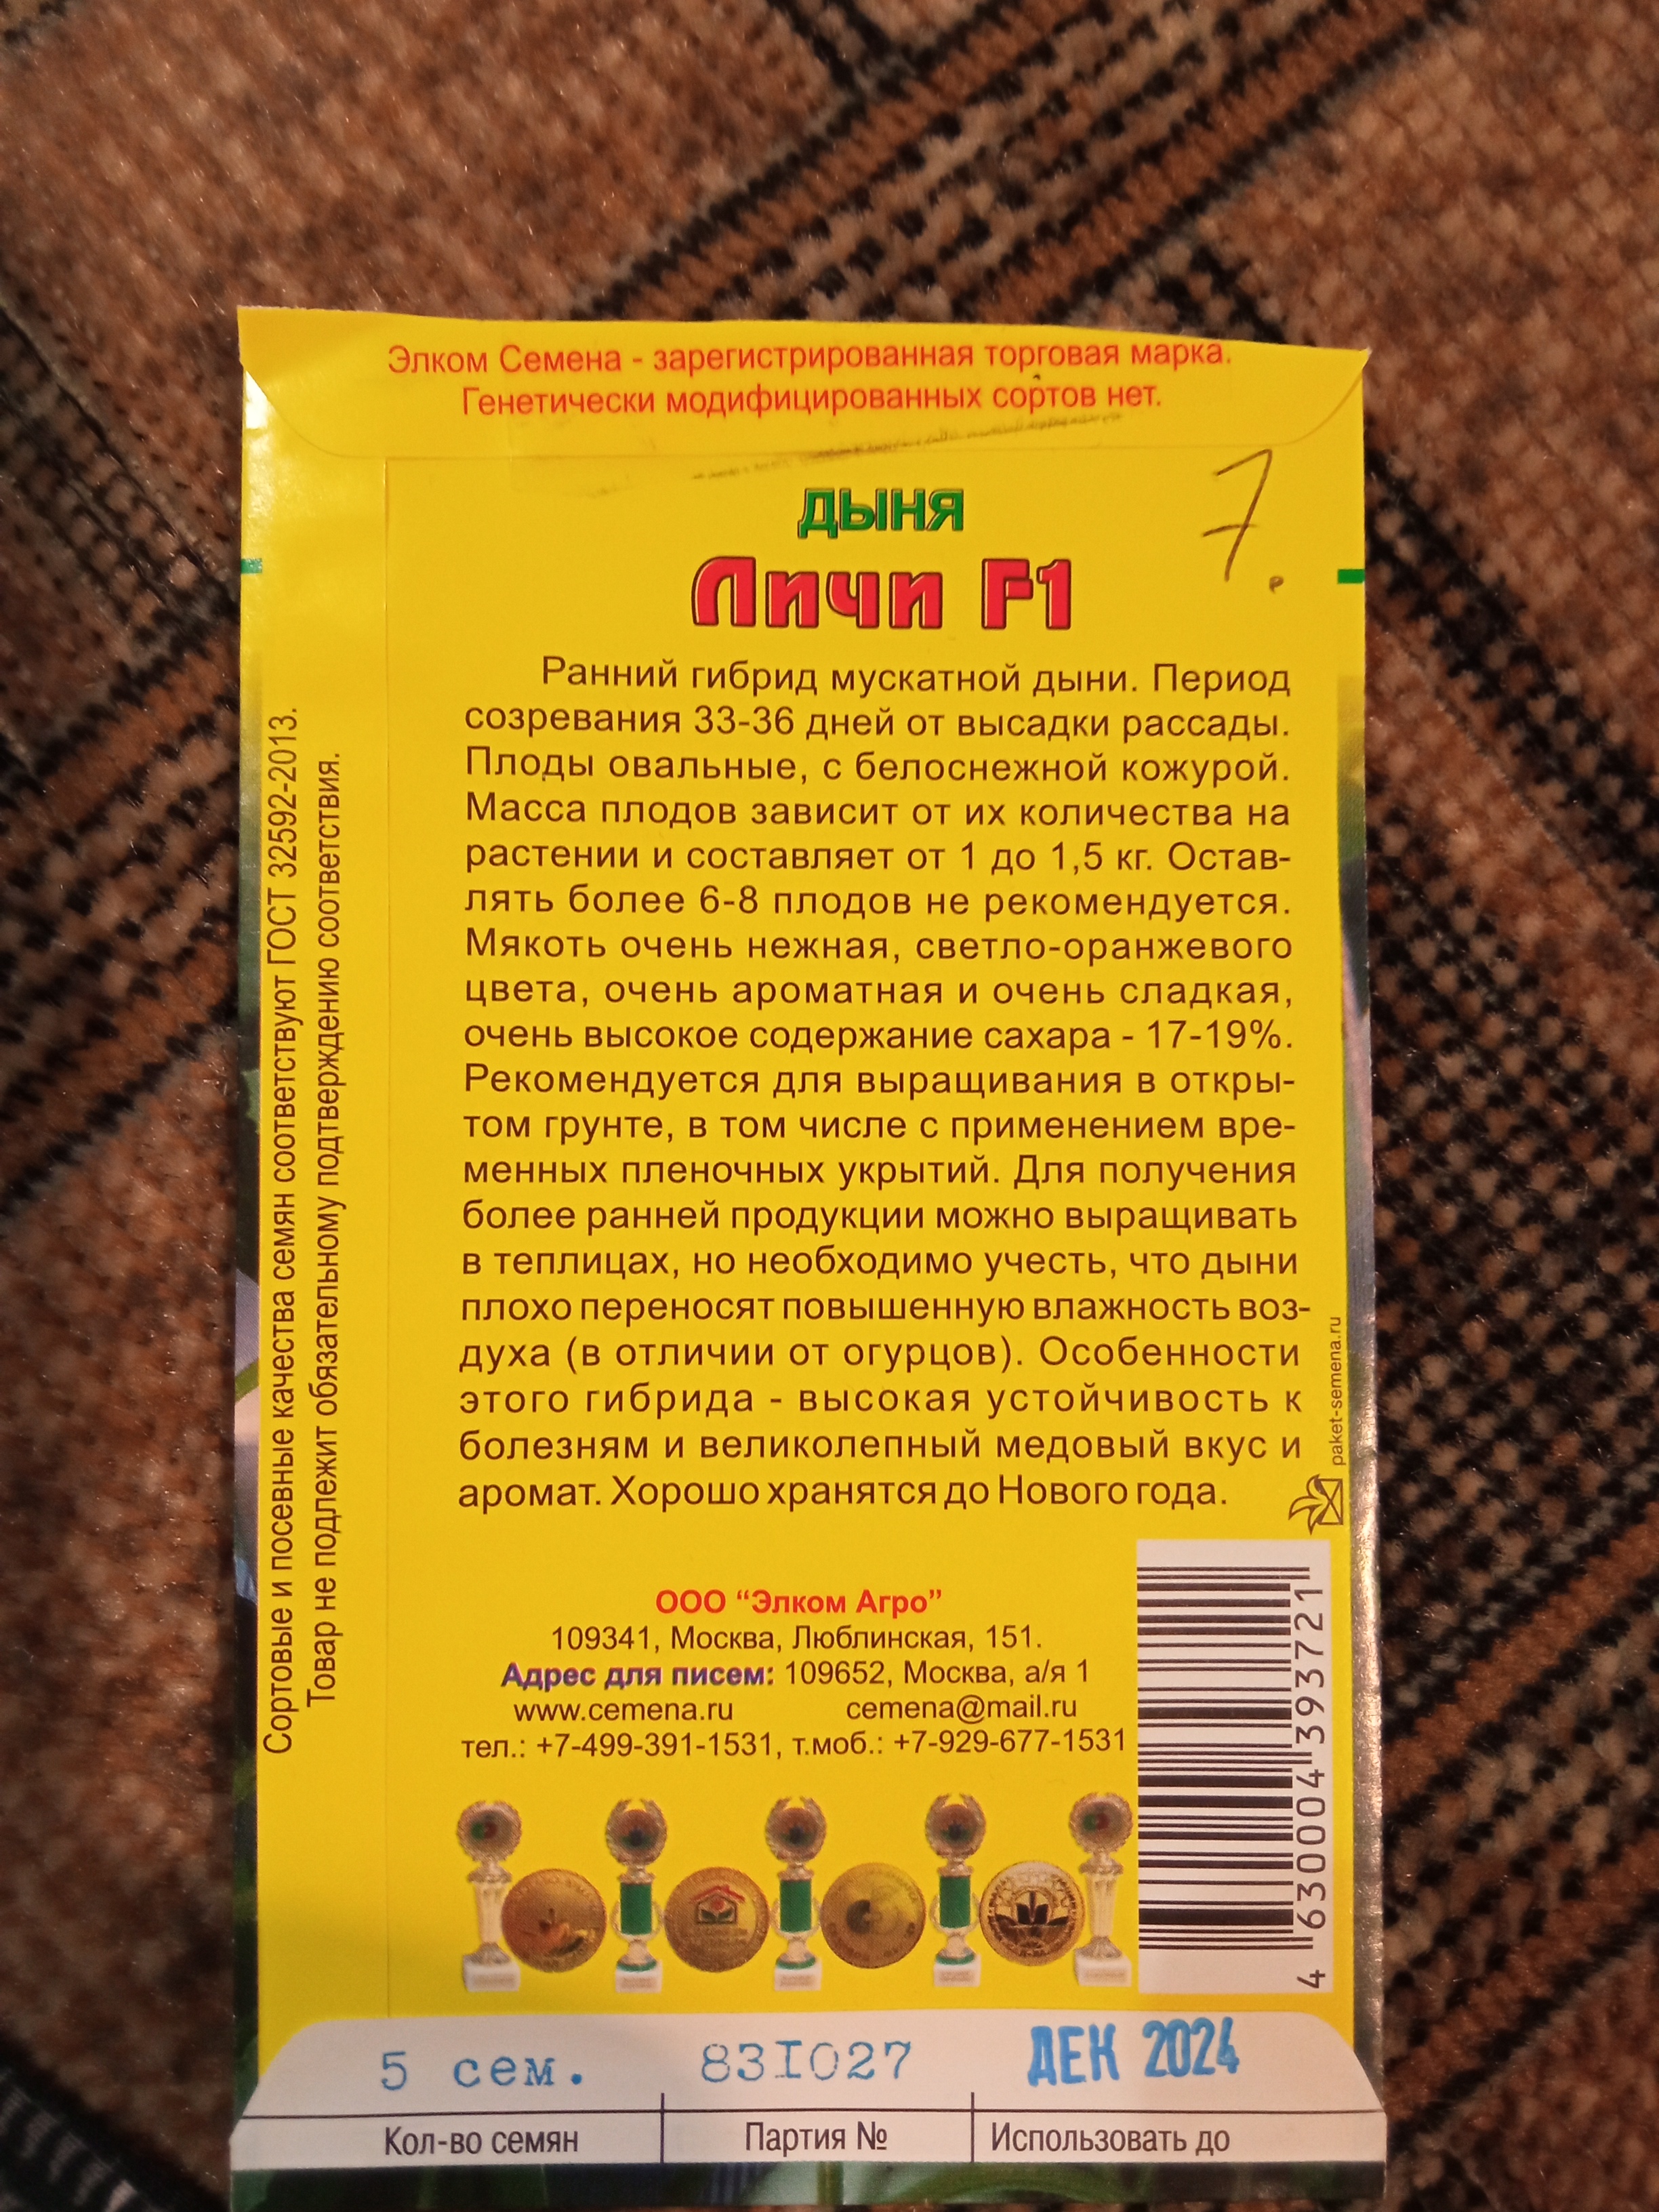 Элком Семена - зарегистрированная торговая марка.
Генетически модифицированных сортов нет.
7.
ДЫНЯ
Личи F1
Ранний гибрид мускатной дыни. Период
созревания 33-36 дней от высадки рассады.
Плоды овальные, с белоснежной кожурой.
Масса плодов зависит от их количества на
растении и составляет от 1 до 1,5 кг. Остав-
лять более 6-8 плодов не рекомендуется.
Мякоть очень нежная, светло-оранжевого
цвета, очень ароматная и очень сладкая,
очень высокое содержание сахара - 17-19%.
Рекомендуется для выращивания в откры-
том грунте, в том числе с применением вре-
менных пленочных укрытий. Для получения
более ранней продукции можно выращивать
в теплицах, но необходимо учесть, что дыни
плохо переносят повышенную влажность воз-
духа (в отличии от огурцов). Особенности
этого гибрида - высокая устойчивость к
болезням и великолепный медовый вкус и
аромат. Хорошо хранятся до Нового года.
Сортовые и посевные качества семян соответствуют ГОСТ 32592-2013.
Товар не подлежит обязательному подтверждению соответствия.
paket-semena.ru
ООО “Элком Агро”
109341, Москва, Люблинская, 151.
Адрес для писем: 109652, Москва, а/я 1
www.cemena.ru cemena@mail.ru
тел.: +7-499-391-1531, т.моб.: +7-929-677-1531
4 630004 393721
5 сем. 83I027 ДЕК 2024
Кол-во семян Партия № Использовать до